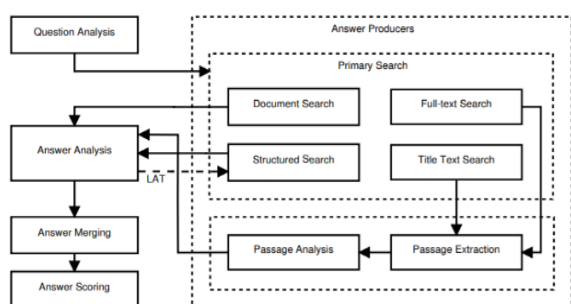 Question Analysis
Answer Producers
Primary Search
Document Search
Full-text Search
Answer Analysis
Structured Search
Title Text Search
LAT
Answer Merging
Passage Analysis
Passage Extraction
Answer Scoring